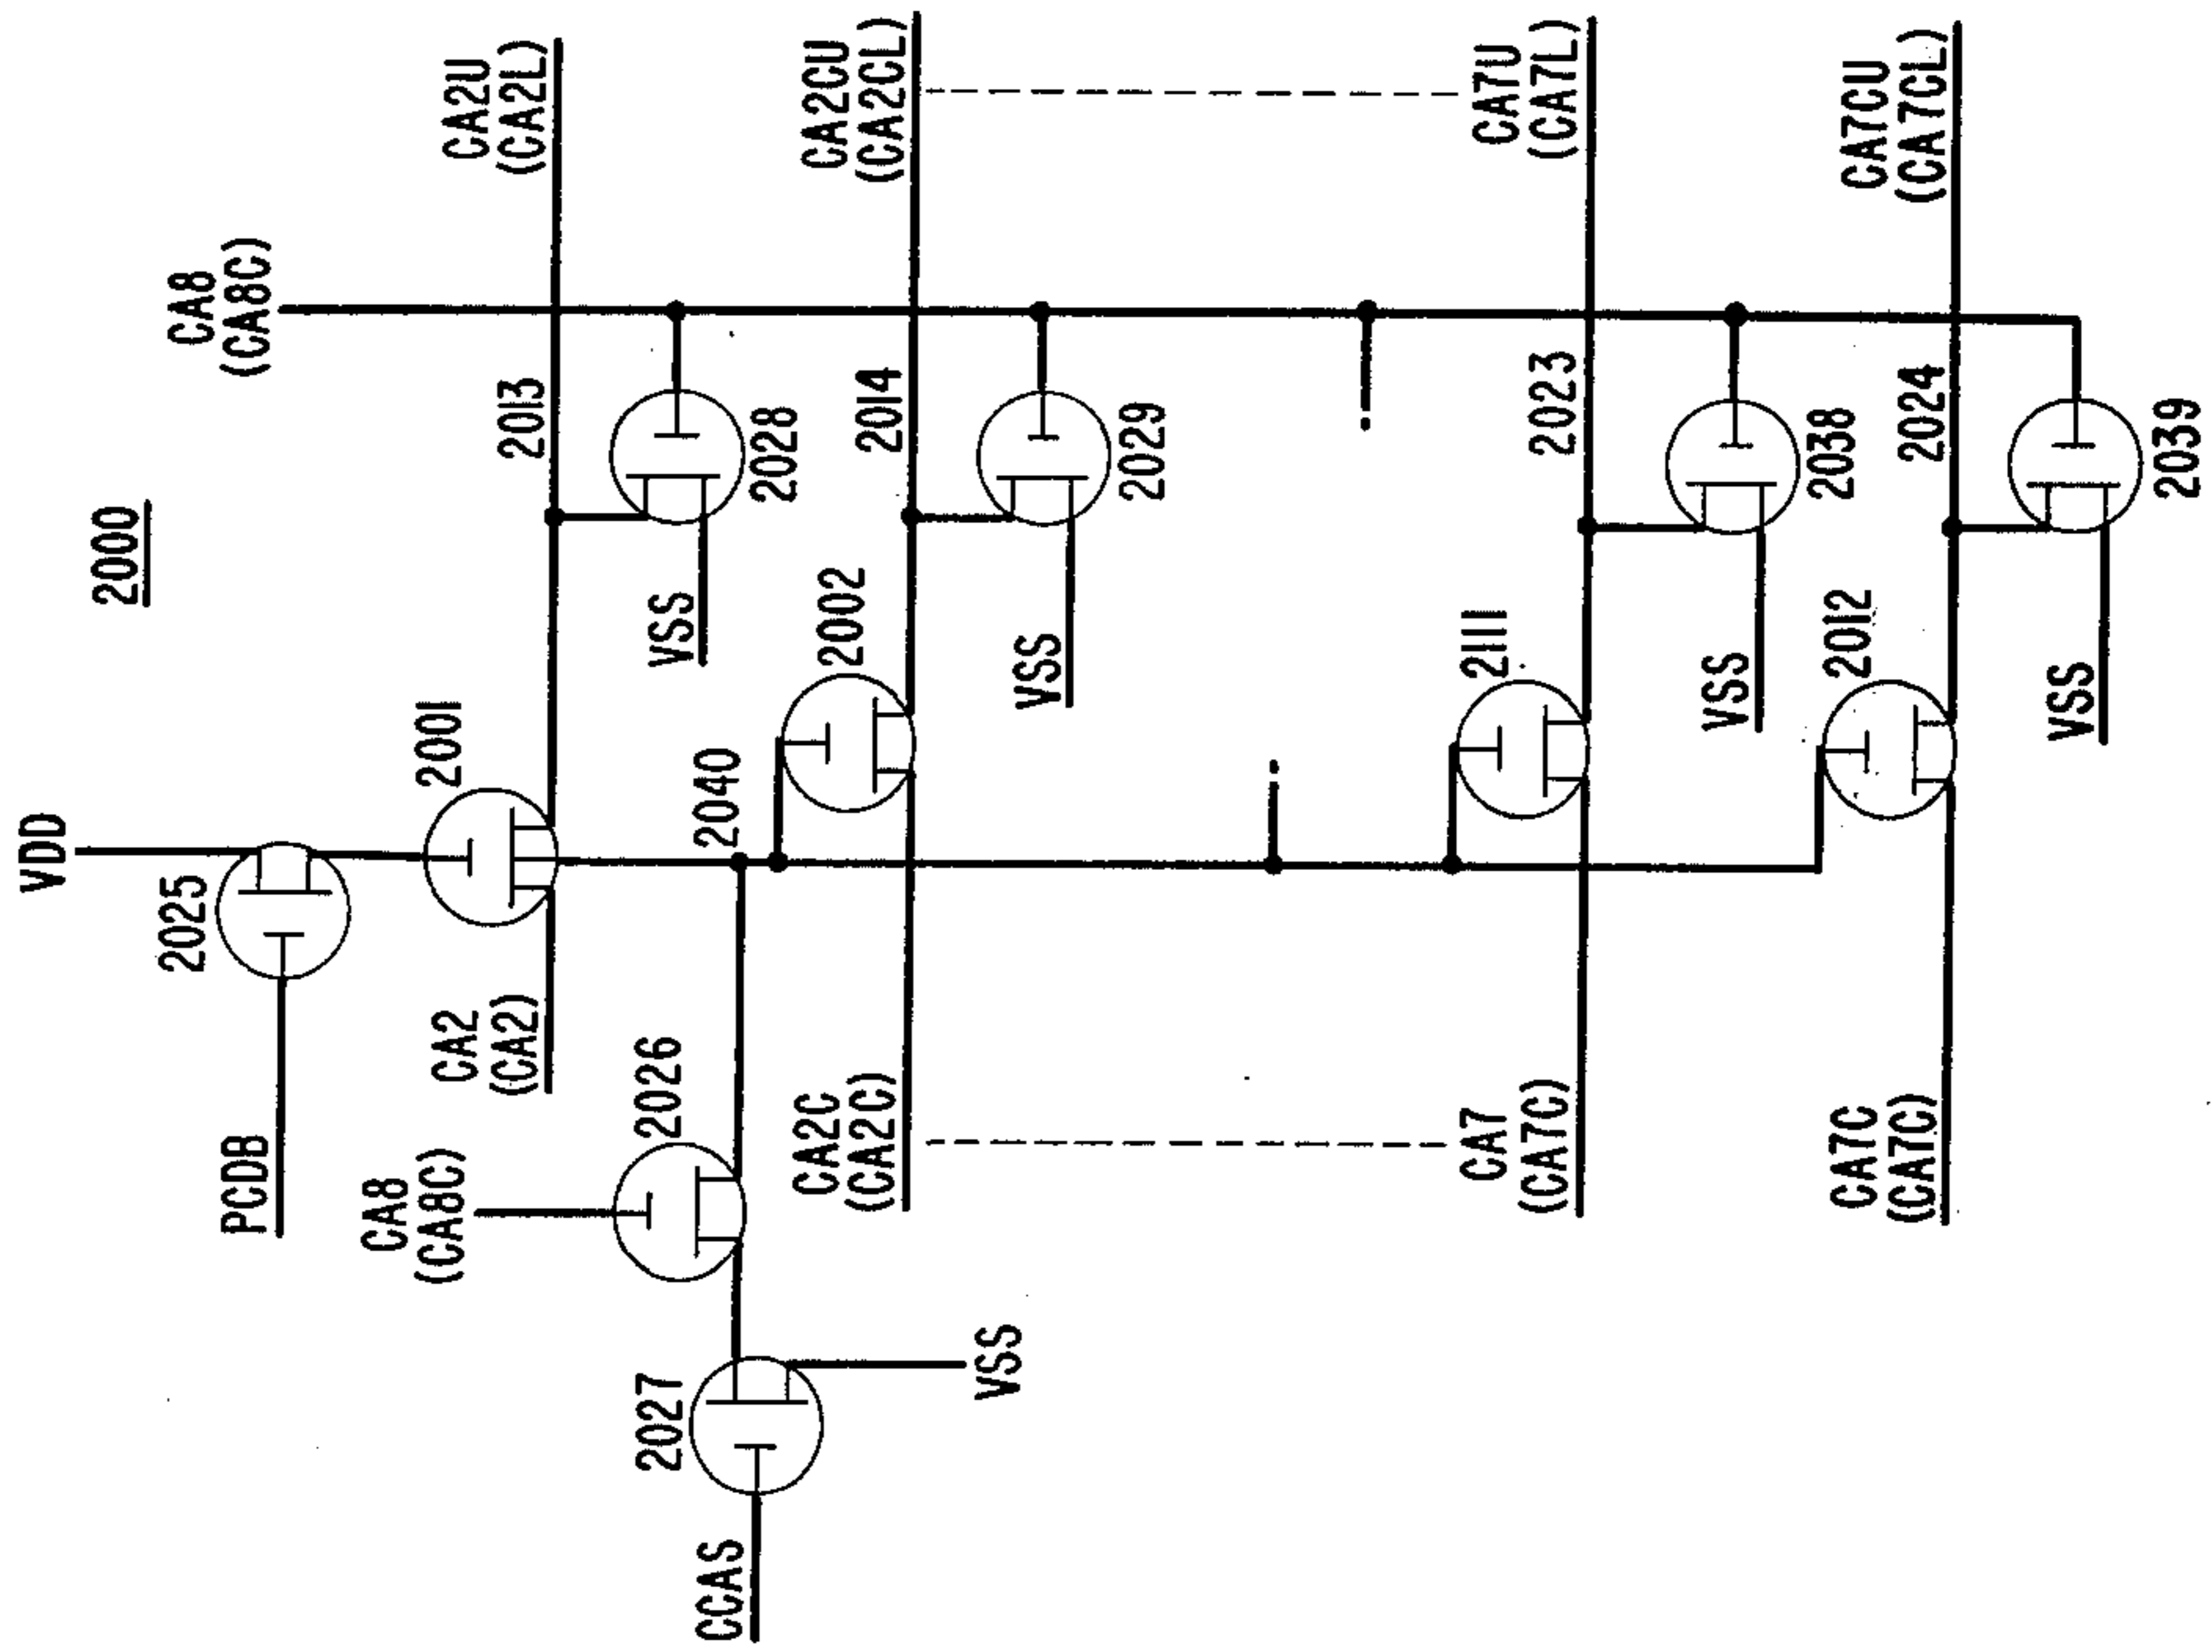 2000
VDD
2025
PCDB
CA8
(CA8C)
CA2U
(CA2L)
2013
2001
CA2
(CA2)
2028
VSS
CA2CU
(CA2CL)
2014
2002
2040
2026
CA8
(CA8C)
CA2C
(CA2C)
2029
VSS
2027
CCAS
VSS
CA7U
(CA7L)
2023
2111
CA7
(CA7C)
2038
VSS
CA7CU
(CA7CL)
2024
2012
CA7C
(CA7C)
2039
VSS